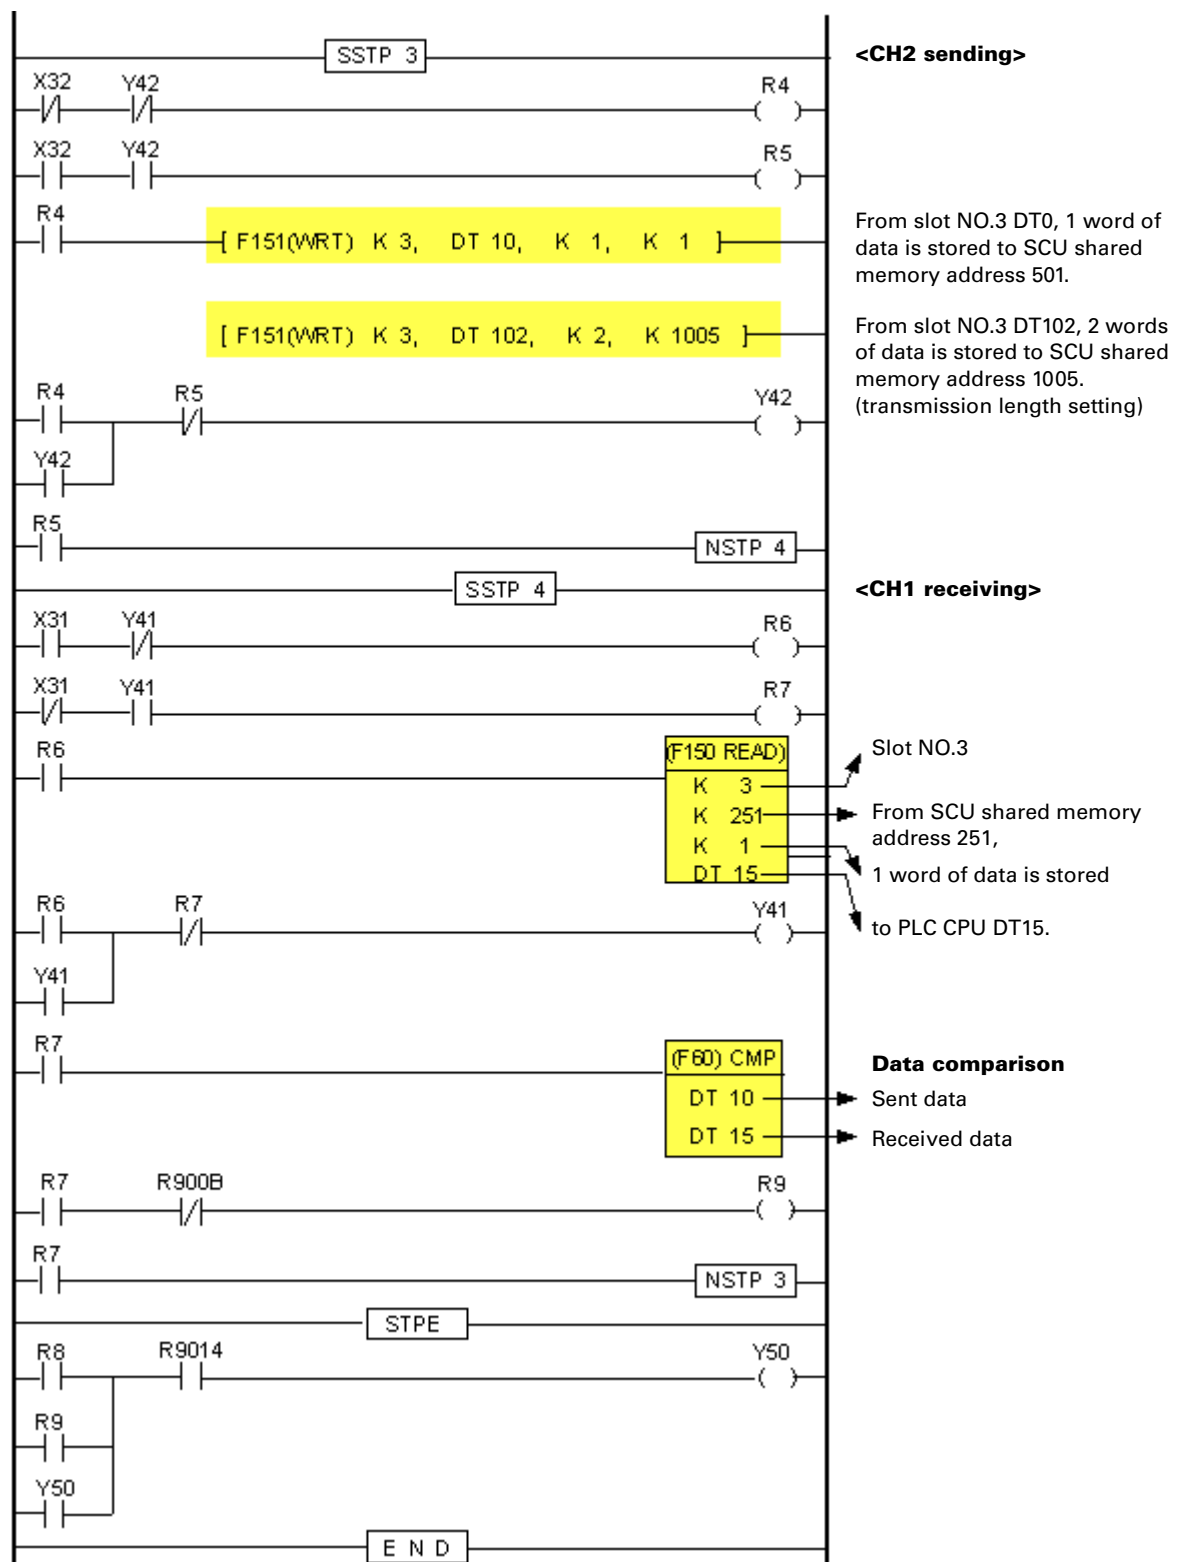 SSTP 3
<CH2 sending>
X32 Y42 R4
X32 Y42 R5
R4
[ F151(WRT) K 3, DT 10, K 1, K 1 ]
From slot NO.3 DT0, 1 word of
data is stored to SCU shared
memory address 501.
[ F151(WRT) K 3, DT 102, K 2, K 1005 ]
From slot NO.3 DT102, 2 words
of data is stored to SCU shared
memory address 1005.
(transmission length setting)
R4 R5 Y42
Y42
R5
NSTP 4
SSTP 4
<CH1 receiving>
X31 Y41 R6
X31 Y41 R7
R6
(F150 READ)
K 3
Slot NO.3
K 251
From SCU shared memory
address 251,
K 1
1 word of data is stored
DT 15
to PLC CPU DT15.
R6 R7 Y41
Y41
R7
(F60) CMP
Data comparison
DT 10
Sent data
DT 15
Received data
R7 R900B R9
R7
NSTP 3
STPE
R8 R9014 Y50
R9
Y50
E N D